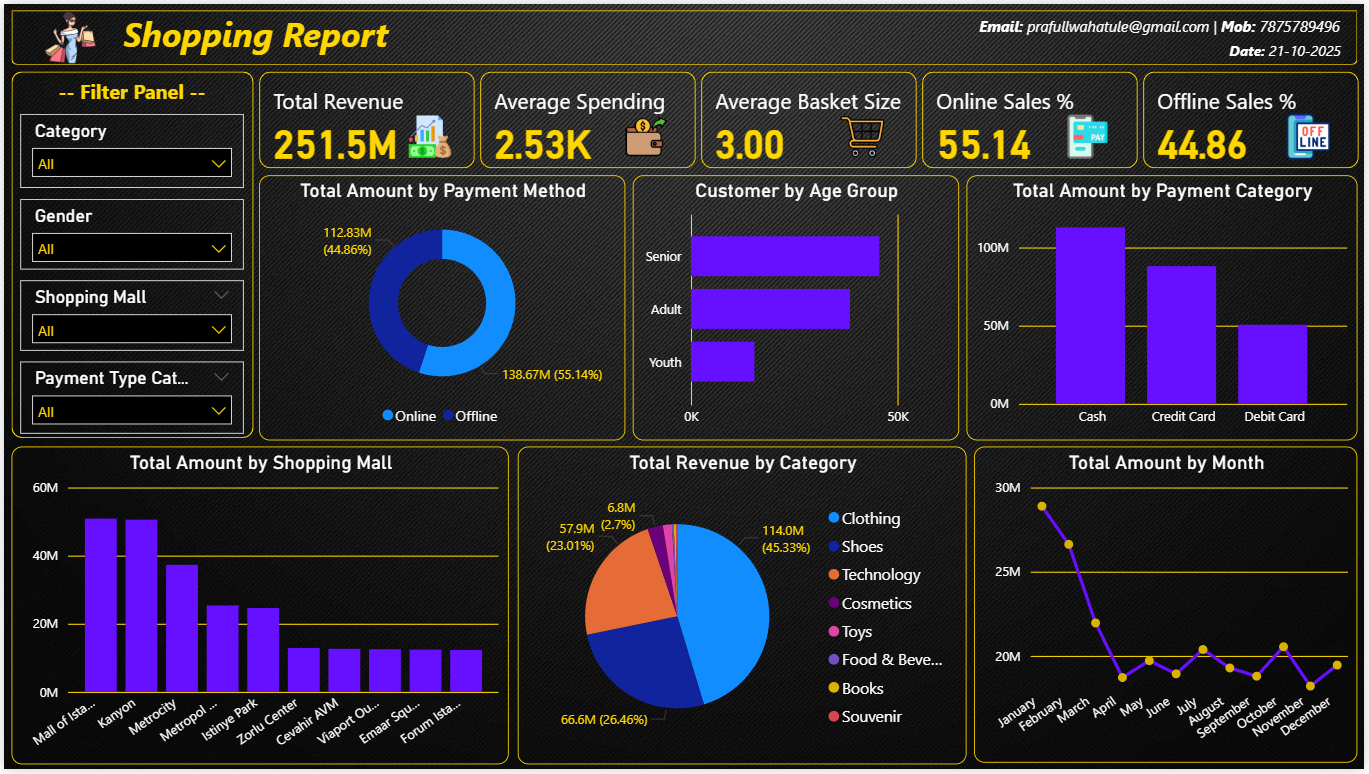 Shopping Report
Email: prafullwahatule@gmail.com | Mob: 7875789496
Date: 21-10-2025
-- Filter Panel --
Category
All
Gender
All
Shopping Mall
All
Payment Type Cat...
All
Total Revenue
251.5M
Average Spending
2.53K
Average Basket Size
3.00
Online Sales %
55.14
PAY
Offline Sales %
44.86
OFF
LINE
Total Amount by Payment Method
112.83M
(44.86%)
138.67M (55.14%)
Online Offline
Customer by Age Group
Senior
Adult
Youth
0K 50K
Total Amount by Payment Category
100M
50M
0M
Cash Credit Card Debit Card
Total Amount by Shopping Mall
60M
40M
20M
0M
Mall of Ista...
Kanyon
Metrocity
Metropol ...
Istinye Park
Zorlu Center
Cevahir AVM
Viaport Ou...
Emaar Squ...
Forum Ista...
Total Revenue by Category
6.8M
(2.7%)
57.9M
(23.01%)
114.0M
(45.33%)
66.6M (26.46%)
Clothing
Shoes
Technology
Cosmetics
Toys
Food & Beve...
Books
Souvenir
Total Amount by Month
30M
25M
20M
January
February
March
April
May
June
July
August
September
October
November
December